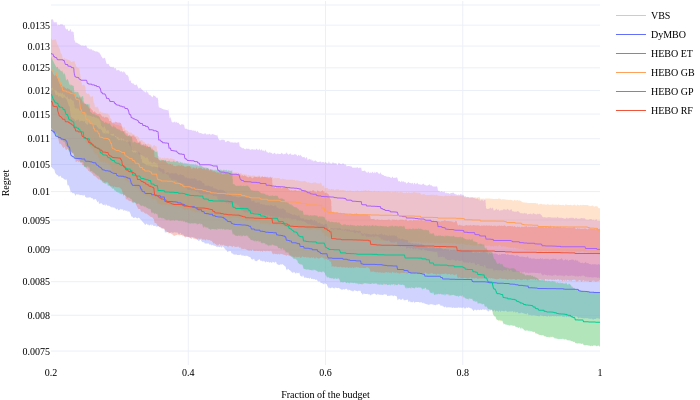 0.0135
0.013
0.0125
0.012
0.0115
0.011
0.0105
0.01
0.0095
0.009
0.0085
0.008
0.0075
Regret
0.2
0.4
0.6
0.8
1
Fraction of the budget
VBS
DyMBO
HEBO ET
HEBO GB
HEBO GP
HEBO RF